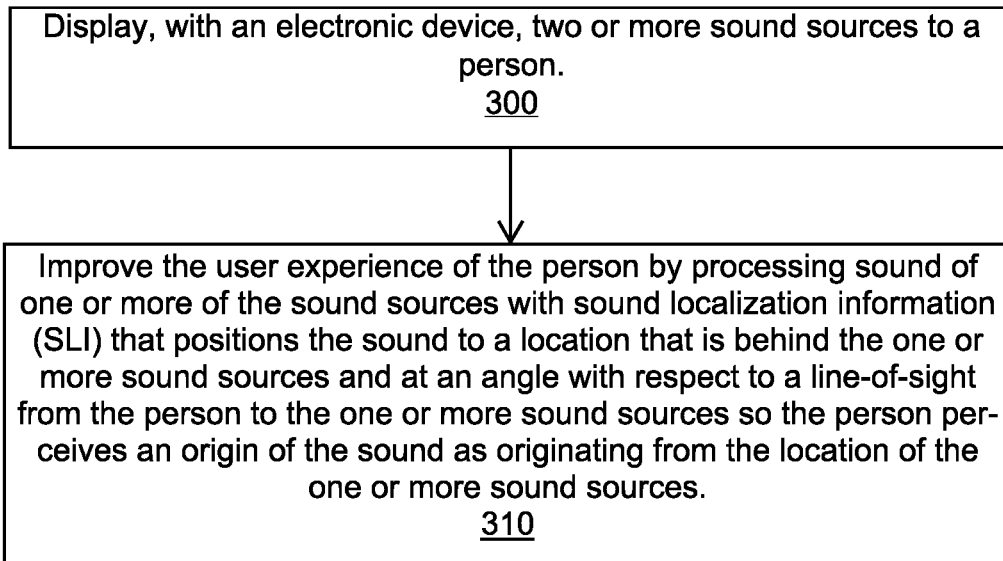 Display, with an electronic device, two or more sound sources to a
person.
300
Improve the user experience of the person by processing sound of
one or more of the sound sources with sound localization information
(SLI) that positions the sound to a location that is behind the one or
more sound sources and at an angle with respect to a line-of-sight
from the person to the one or more sound sources so the person per-
ceives an origin of the sound as originating from the location of the
one or more sound sources.
310